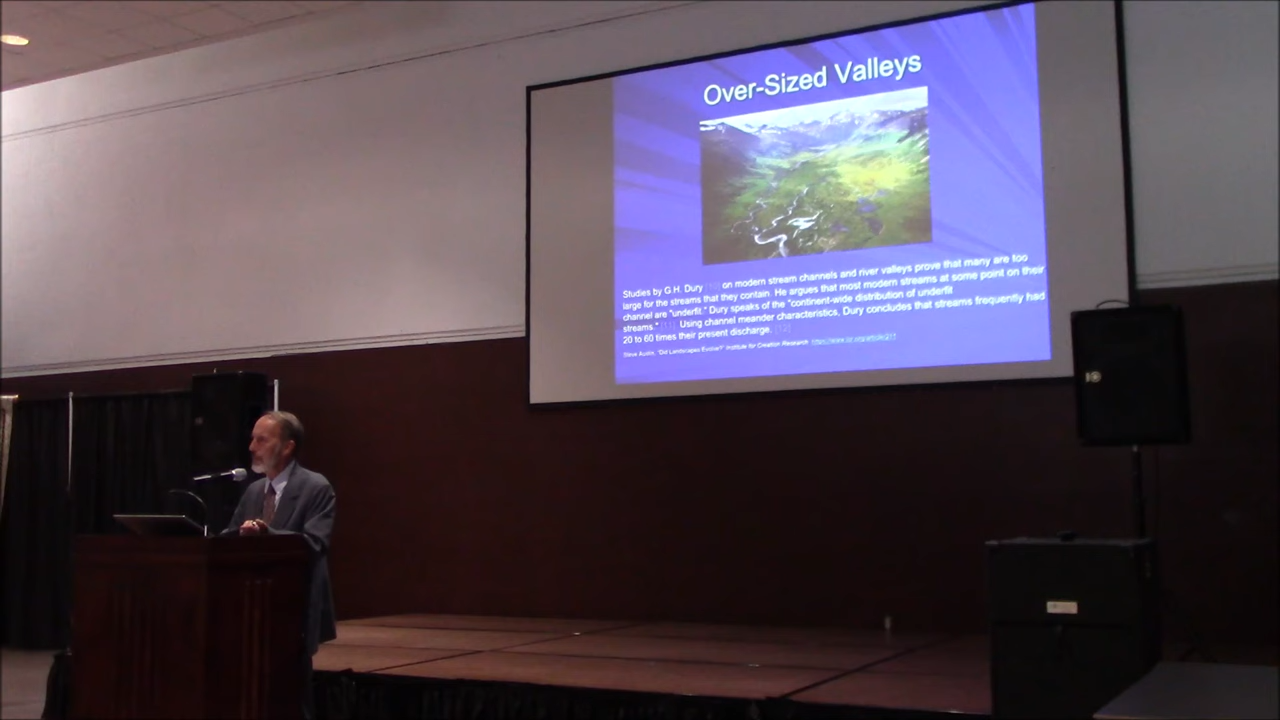 Over-Sized Valleys
Studies by G.H. Dury on modern stream channels and river valleys prove that many are too
large for the streams that they contain. He argues that most modern streams at some point on their
channel are "underfit." Dury speaks of the "continent-wide distribution of underfit
streams." [11] Using channel meander characteristics, Dury concludes that streams frequently had
20 to 60 times their present discharge. [12]
Steve Austin, "Did Landscapes Evolve?" Institute for Creation Research